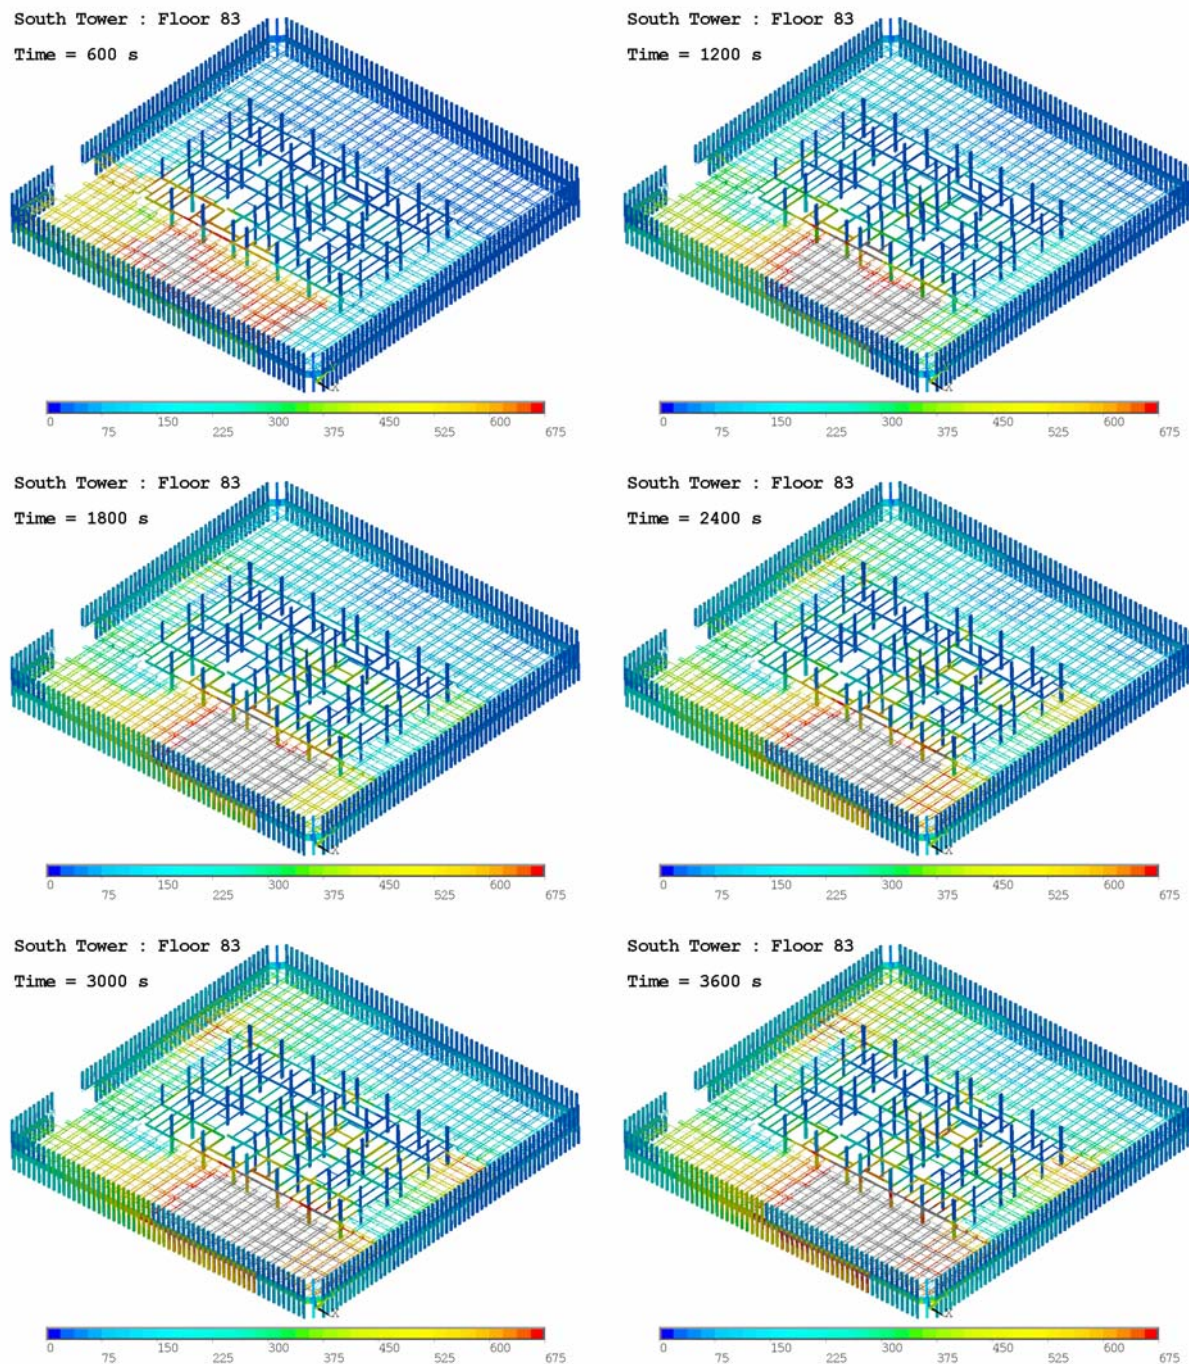 South Tower : Floor 83
Time = 600 s
X
0 150 300 450 600
75 225 375 525 675
South Tower : Floor 83
Time = 1200 s
X
0 150 300 450 600
75 225 375 525 675
South Tower : Floor 83
Time = 1800 s
X
0 150 300 450 600
75 225 375 525 675
South Tower : Floor 83
Time = 2400 s
X
0 150 300 450 600
75 225 375 525 675
South Tower : Floor 83
Time = 3000 s
X
0 150 300 450 600
75 225 375 525 675
South Tower : Floor 83
Time = 3600 s
X
0 150 300 450 600
75 225 375 525 675